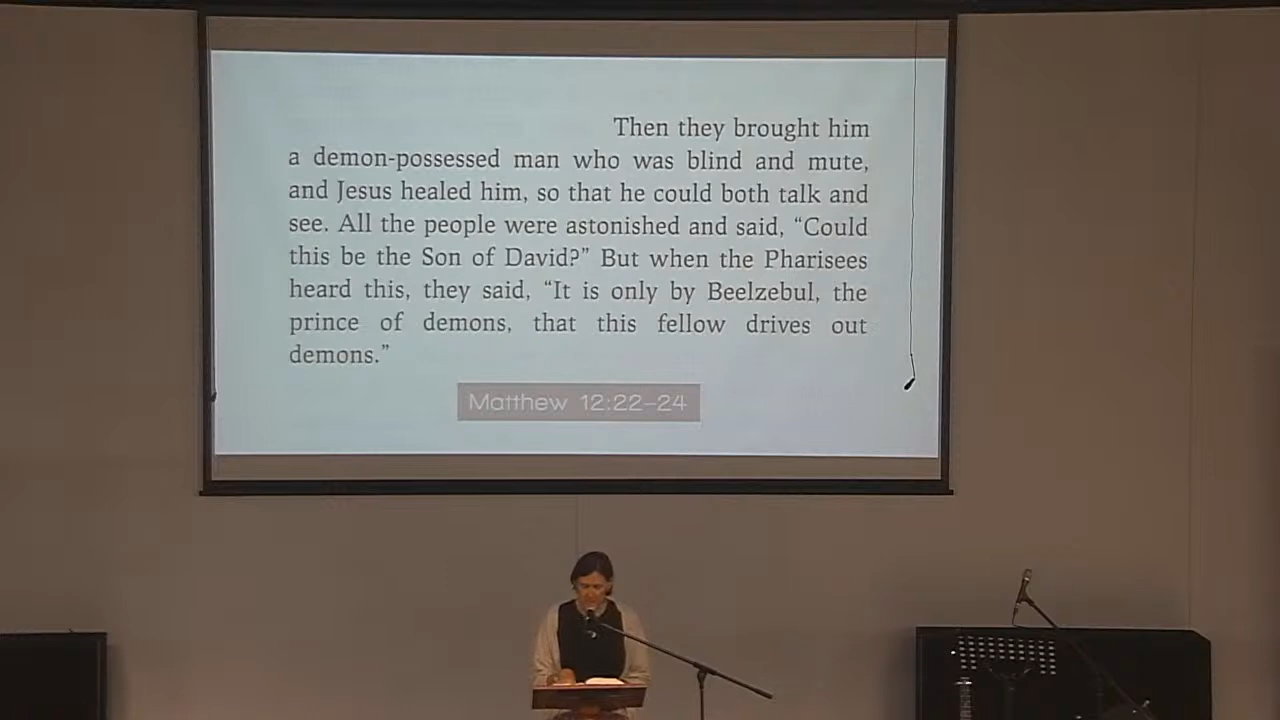 Then they brought him
a demon-possessed man who was blind and mute,
and Jesus healed him, so that he could both talk and
see. All the people were astonished and said, “Could
this be the Son of David?” But when the Pharisees
heard this, they said, “It is only by Beelzebul, the
prince of demons, that this fellow drives out
demons.”
Matthew 12:22–24